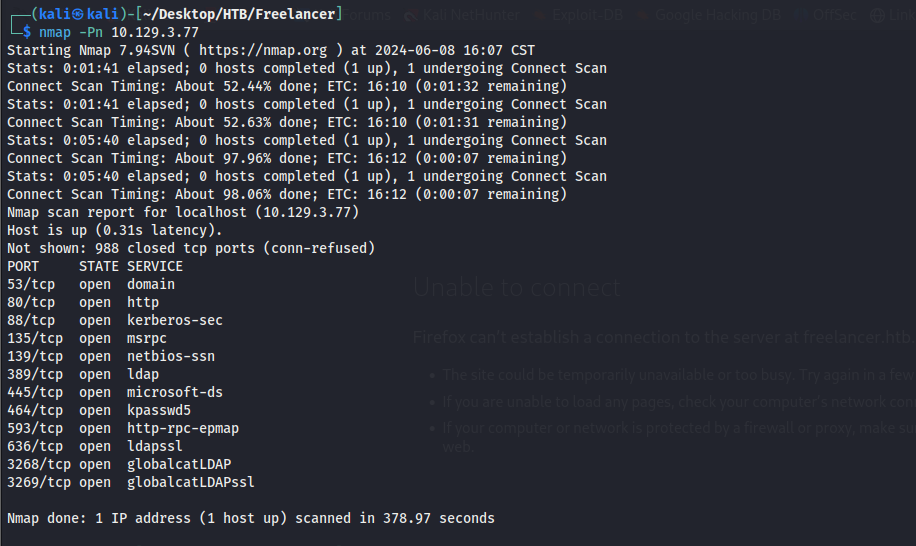 Forums Kali NetHunter Exploit-DB Google Hacking DB OffSec
┌──(kali㉿kali)-[~/Desktop/HTB/Freelancer]
└─$ nmap -Pn 10.129.3.77
Starting Nmap 7.94SVN ( https://nmap.org ) at 2024-06-08 16:07 CST
Stats: 0:01:41 elapsed; 0 hosts completed (1 up), 1 undergoing Connect Scan
Connect Scan Timing: About 52.44% done; ETC: 16:10 (0:01:32 remaining)
Stats: 0:01:41 elapsed; 0 hosts completed (1 up), 1 undergoing Connect Scan
Connect Scan Timing: About 52.63% done; ETC: 16:10 (0:01:31 remaining)
Stats: 0:05:40 elapsed; 0 hosts completed (1 up), 1 undergoing Connect Scan
Connect Scan Timing: About 97.96% done; ETC: 16:12 (0:00:07 remaining)
Stats: 0:05:40 elapsed; 0 hosts completed (1 up), 1 undergoing Connect Scan
Connect Scan Timing: About 98.06% done; ETC: 16:12 (0:00:07 remaining)
Nmap scan report for localhost (10.129.3.77)
Host is up (0.31s latency).
Not shown: 988 closed tcp ports (conn-refused)
PORT     STATE SERVICE
53/tcp   open  domain
80/tcp   open  http
88/tcp   open  kerberos-sec
135/tcp  open  msrpc
139/tcp  open  netbios-ssn
389/tcp  open  ldap
445/tcp  open  microsoft-ds
464/tcp  open  kpasswd5
593/tcp  open  http-rpc-epmap
636/tcp  open  ldapssl
3268/tcp open  globalcatLDAP
3269/tcp open  globalcatLDAPssl
Nmap done: 1 IP address (1 host up) scanned in 378.97 seconds
Unable to connect
Firefox can't establish a connection to the server at freelancer.htb.
The site could be temporarily unavailable or too busy. Try again in a few
If you are unable to load any pages, check your computer's network
If your computer or network is protected by a firewall or proxy, make
web.